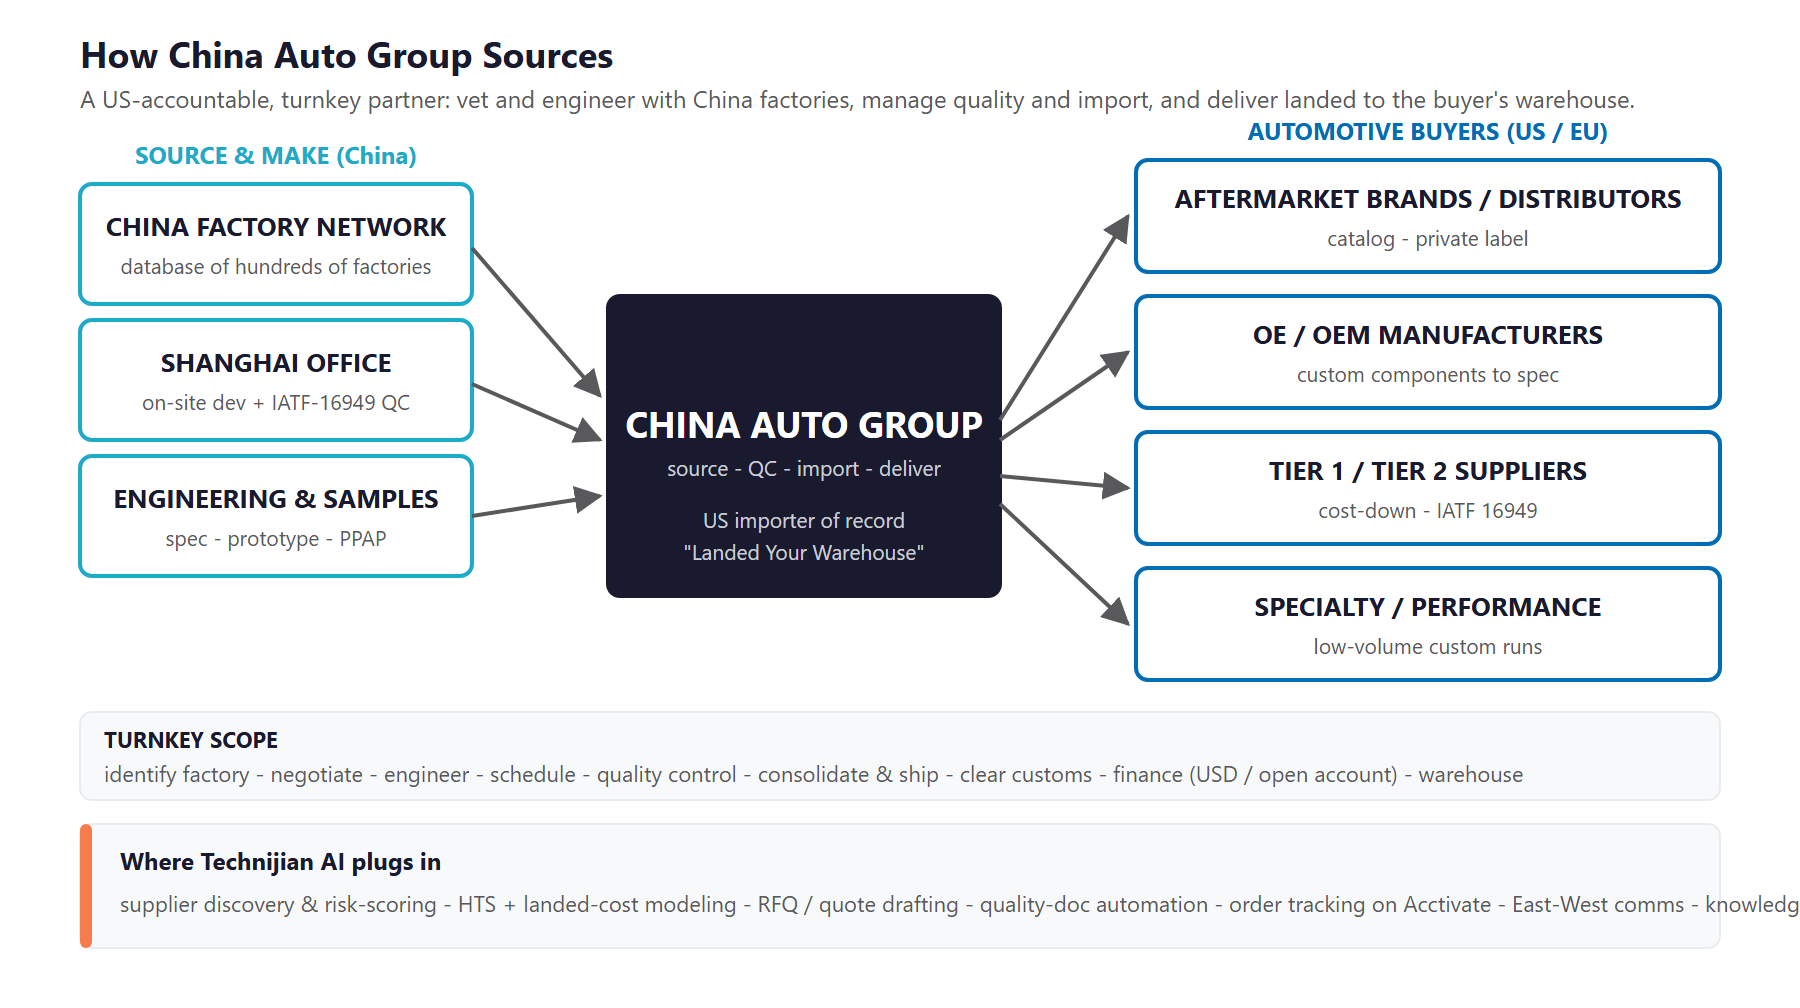 How China Auto Group Sources
A US-accountable, turnkey partner: vet and engineer with China factories, manage quality and import, and deliver landed to the buyer's warehouse.
SOURCE & MAKE (China)
CHINA FACTORY NETWORK
database of hundreds of factories
SHANGHAI OFFICE
on-site dev + IATF-16949 QC
ENGINEERING & SAMPLES
spec - prototype - PPAP
CHINA AUTO GROUP
source - QC - import - deliver
US importer of record
"Landed Your Warehouse"
AUTOMOTIVE BUYERS (US / EU)
AFTERMARKET BRANDS / DISTRIBUTORS
catalog - private label
OE / OEM MANUFACTURERS
custom components to spec
TIER 1 / TIER 2 SUPPLIERS
cost-down - IATF 16949
SPECIALTY / PERFORMANCE
low-volume custom runs
TURNKEY SCOPE
identify factory - negotiate - engineer - schedule - quality control - consolidate & ship - clear customs - finance (USD / open account) - warehouse
Where Technijian AI plugs in
supplier discovery & risk-scoring - HTS + landed-cost modeling - RFQ / quote drafting - quality-doc automation - order tracking on Acctivate - East-West comms - knowledg